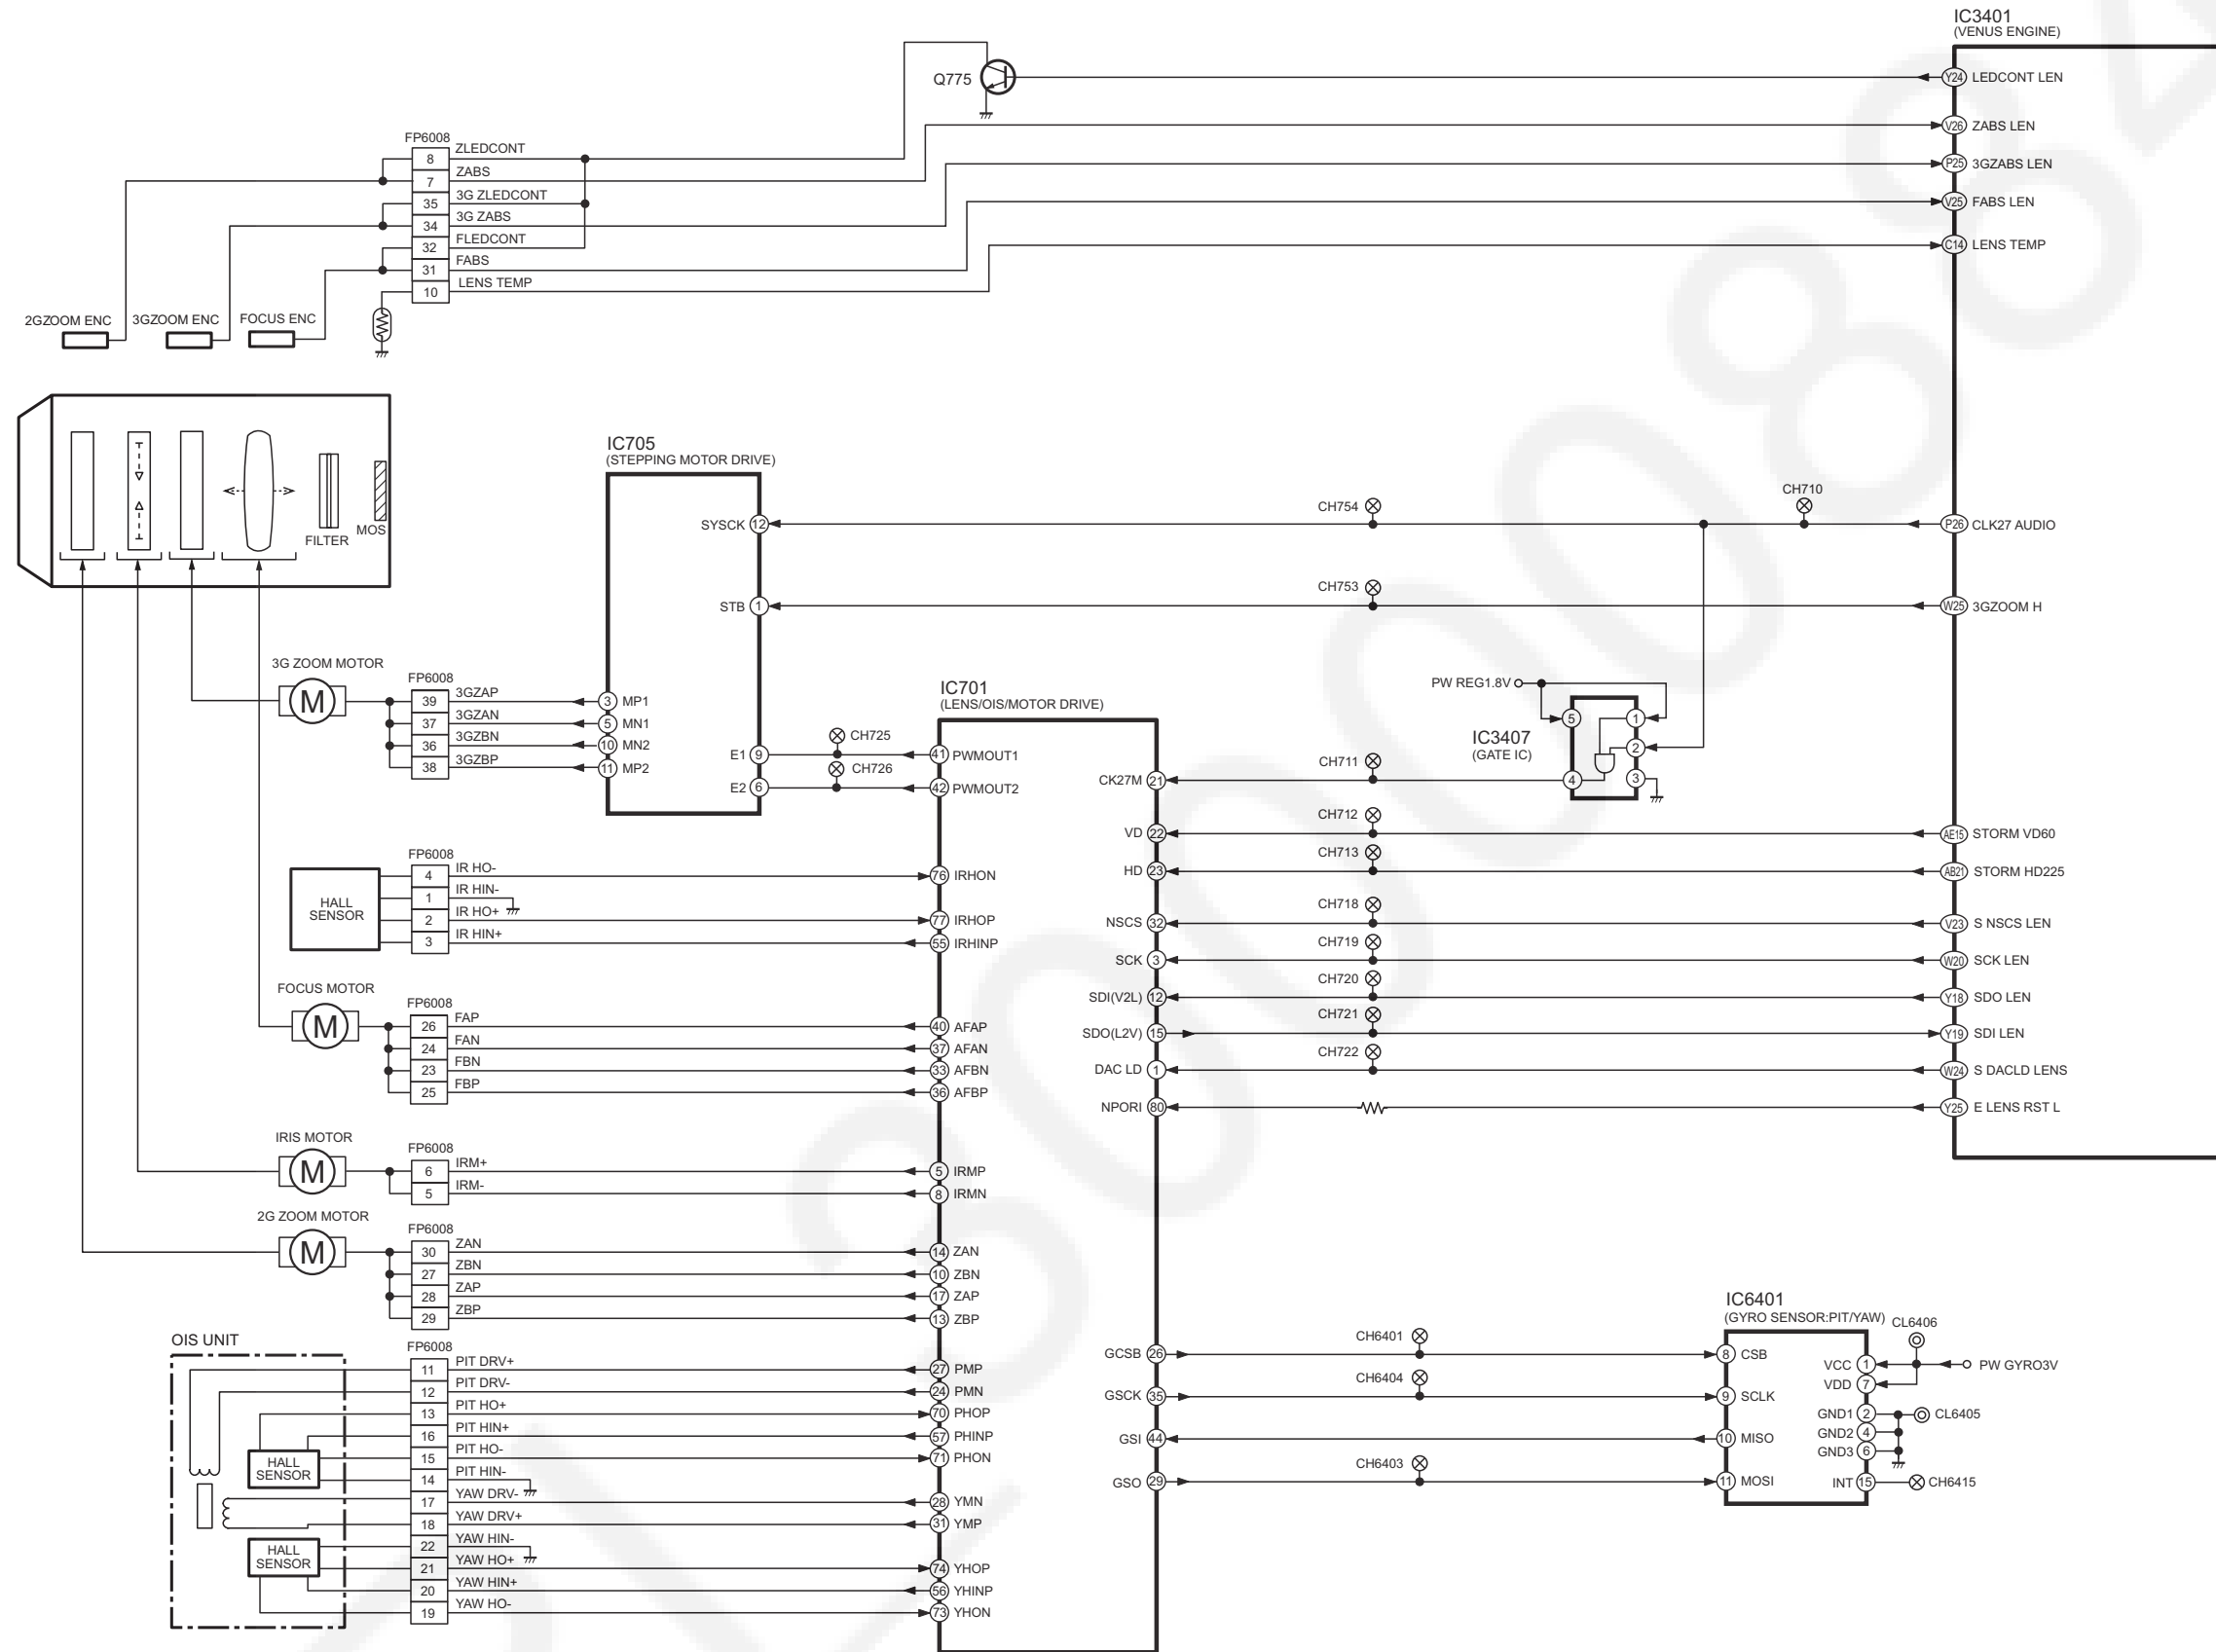 IC3401
(VENUS ENGINE)
Q775
Y24 LEDCONT LEN
V26 ZABS LEN
P25 3GZABS LEN
V25 FABS LEN
C14 LENS TEMP
FP6008
8 ZLEDCONT
7 ZABS
35 3G ZLEDCONT
34 3G ZABS
32 FLEDCONT
31 FABS
10 LENS TEMP
2GZOOM ENC
3GZOOM ENC
FOCUS ENC
FILTER
MOS
IC705
(STEPPING MOTOR DRIVE)
SYSCK 12
CH754
CH710
P26 CLK27 AUDIO
STB 1
CH753
W25 3GZOOM H
3G ZOOM MOTOR
M
FP6008
39 3GZAP 3 MP1
37 3GZAN 5 MN1
36 3GZBN 10 MN2
38 3GZBP 11 MP2
E1 9
CH725
E2 6
CH726
IC701
(LENS/OIS/MOTOR DRIVE)
41 PWMOUT1
42 PWMOUT2
PW REG1.8V
IC3407
(GATE IC)
5
1
2
4
3
CK27M 21 CH711
VD 22 CH712 AE15 STORM VD60
HD 23 CH713 AB21 STORM HD225
NSCS 32 CH718 V23 S NSCS LEN
SCK 3 CH719 W20 SCK LEN
SDI(V2L) 12 CH720 Y18 SDO LEN
SDO(L2V) 15 CH721 Y19 SDI LEN
DAC LD 1 CH722 W24 S DACLD LENS
NPORI 80 Y25 E LENS RST L
HALL
SENSOR
FP6008
4 IR HO- 76 IRHON
1 IR HIN-
2 IR HO+ 77 IRHOP
3 IR HIN+ 55 IRHINP
FOCUS MOTOR
M
FP6008
26 FAP 40 AFAP
24 FAN 37 AFAN
23 FBN 33 AFBN
25 FBP 36 AFBP
IRIS MOTOR
M
FP6008
6 IRM+ 5 IRMP
5 IRM- 8 IRMN
2G ZOOM MOTOR
M
FP6008
30 ZAN 14 ZAN
27 ZBN 10 ZBN
28 ZAP 17 ZAP
29 ZBP 13 ZBP
OIS UNIT
HALL
SENSOR
HALL
SENSOR
FP6008
11 PIT DRV+ 27 PMP
12 PIT DRV- 24 PMN
13 PIT HO+ 70 PHOP
16 PIT HIN+ 57 PHINP
15 PIT HO- 71 PHON
14 PIT HIN-
17 YAW DRV- 28 YMN
18 YAW DRV+ 31 YMP
22 YAW HIN-
21 YAW HO+ 74 YHOP
20 YAW HIN+ 56 YHINP
19 YAW HO- 73 YHON
IC6401
(GYRO SENSOR:PIT/YAW)
GCSB 26 CH6401 8 CSB
GSCK 35 CH6404 9 SCLK
GSI 44 10 MISO
GSO 29 CH6403 11 MOSI
CL6406
VCC 1 PW GYRO3V
VDD 7
GND1 2 CL6405
GND2 4
GND3 6
INT 15 CH6415